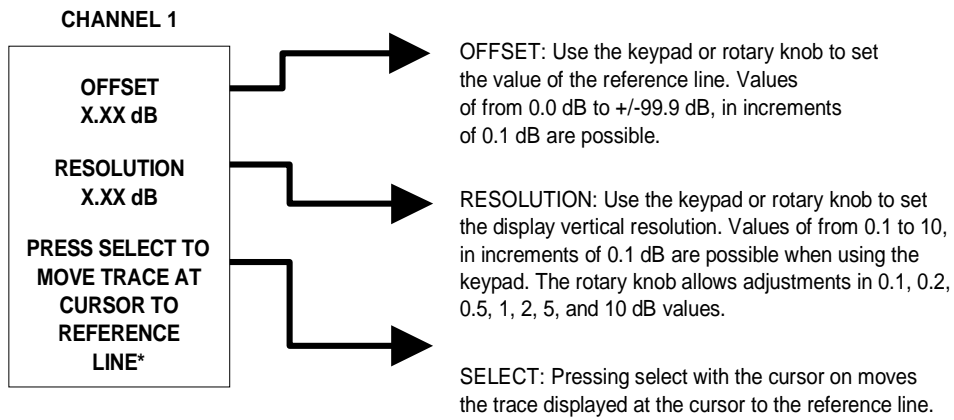 CHANNEL 1
OFFSET
X.XX dB
RESOLUTION
X.XX dB
PRESS SELECT TO
MOVE TRACE AT
CURSOR TO
REFERENCE
LINE*
OFFSET: Use the keypad or rotary knob to set
the value of the reference line. Values
of from 0.0 dB to +/-99.9 dB, in increments
of 0.1 dB are possible.
RESOLUTION: Use the keypad or rotary knob to set
the display vertical resolution. Values of from 0.1 to 10,
in increments of 0.1 dB are possible when using the
keypad. The rotary knob allows adjustments in 0.1, 0.2,
0.5, 1, 2, 5, and 10 dB values.
SELECT: Pressing select with the cursor on moves
the trace displayed at the cursor to the reference line.